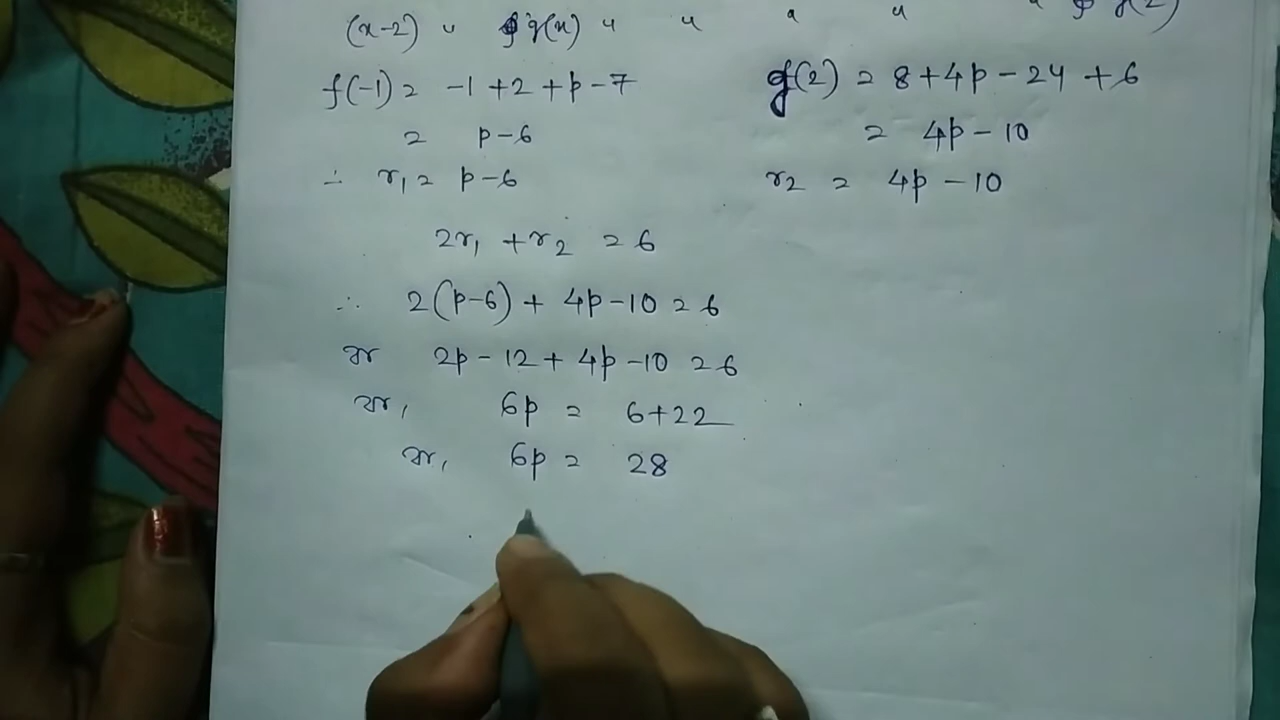 (x-2) " g(x) " " " " g(2)
f(-1) = -1 + 2 + p - 7
= p - 6
∴ r₁ = p - 6
g(2) = 8 + 4p - 24 + 6
= 4p - 10
r₂ = 4p - 10
2r₁ + r₂ = 6
∴ 2(p-6) + 4p - 10 = 6
বা 2p - 12 + 4p - 10 = 6
বা, 6p = 6 + 22
বা, 6p = 28